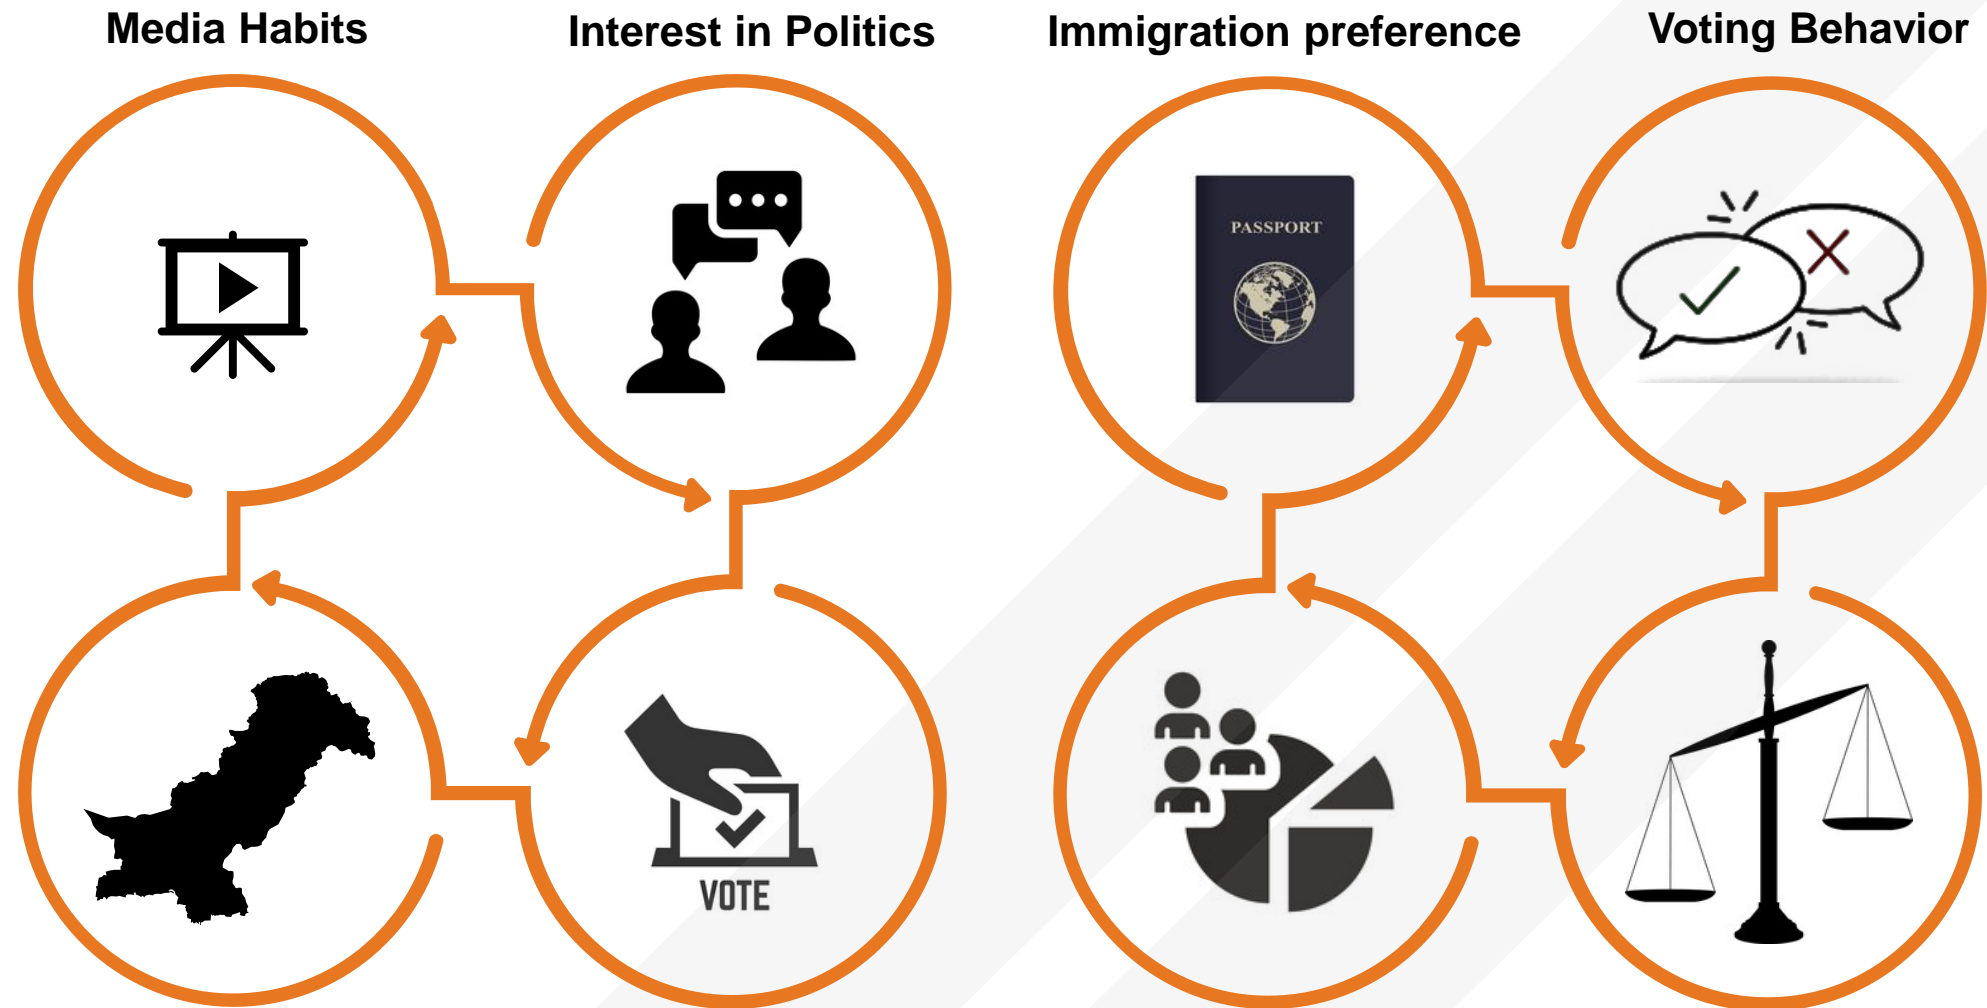 Media Habits
Interest in Politics
Immigration preference
Voting Behavior
PASSPORT
VOTE